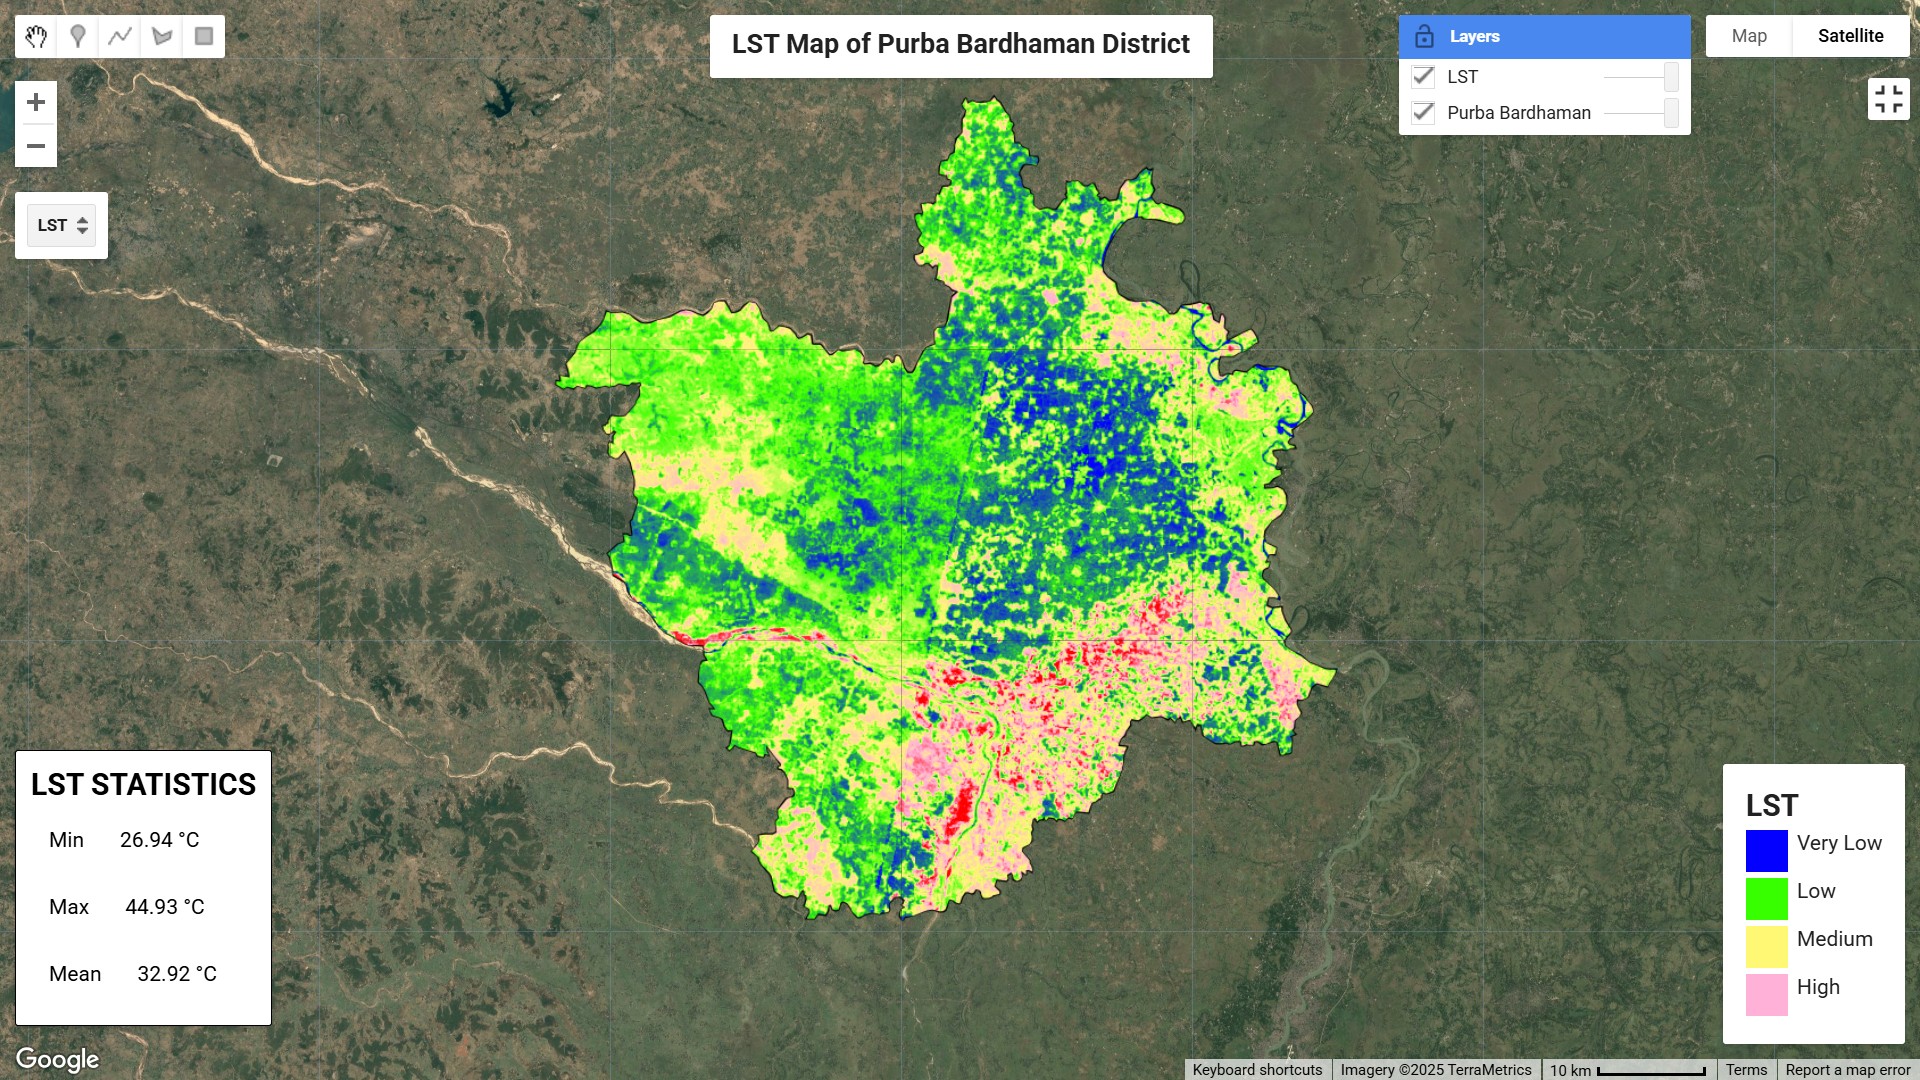 LST Map of Purba Bardhaman District
Layers
LST
Purba Bardhaman
Map
Satellite
LST
LST STATISTICS
Min 26.94 °C
Max 44.93 °C
Mean 32.92 °C
LST
Very Low
Low
Medium
High
Google
Keyboard shortcuts
Imagery ©2025 TerraMetrics
10 km
Terms
Report a map error